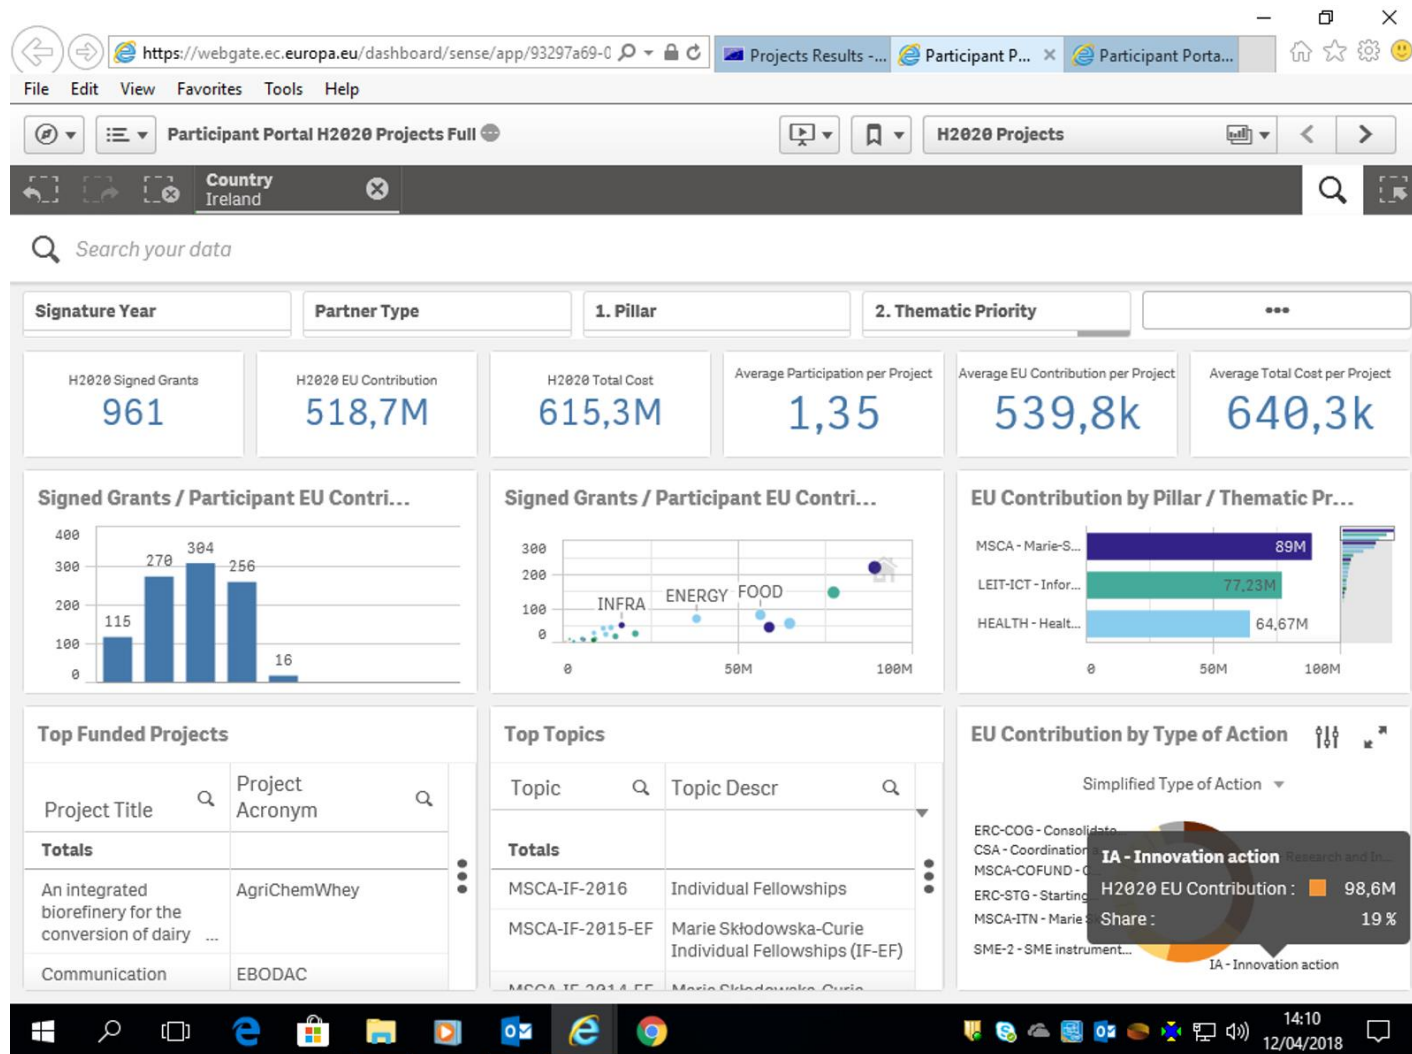 https://webgate.ec.europa.eu/dashboard/sense/app/93297a69-0
Projects Results -...
Participant P...
Participant Porta...
File Edit View Favorites Tools Help
Participant Portal H2020 Projects Full
H2020 Projects
Country
Ireland
Search your data
Signature Year
Partner Type
1. Pillar
2. Thematic Priority
•••
H2020 Signed Grants
961
H2020 EU Contribution
518,7M
H2020 Total Cost
615,3M
Average Participation per Project
1,35
Average EU Contribution per Project
539,8k
Average Total Cost per Project
640,3k
Signed Grants / Participant EU Contri...
400
300
200
100
0
115
270
304
256
16
Signed Grants / Participant EU Contri...
300
200
100
0
INFRA
ENERGY
FOOD
0
50M
100M
EU Contribution by Pillar / Thematic Pr...
MSCA - Marie-S...
89M
LEIT-ICT - Infor...
77,23M
HEALTH - Healt...
64,67M
0
50M
100M
Top Funded Projects
Project Title
Project
Acronym
Totals
An integrated
biorefinery for the
conversion of dairy ...
AgriChemWhey
Communication
EBODAC
Top Topics
Topic
Topic Descr
Totals
MSCA-IF-2016
Individual Fellowships
MSCA-IF-2015-EF
Marie Skłodowska-Curie
Individual Fellowships (IF-EF)
MSCA-IF-2014-EF
Marie Skłodowska-Curie
EU Contribution by Type of Action
Simplified Type of Action
ERC-COG - Consolidato...
CSA - Coordination
MSCA-COFUND - C
ERC-STG - Starting
MSCA-ITN - Marie S
SME-2 - SME instrument...
Research and In...
IA - Innovation action
H2020 EU Contribution : 98,6M
Share : 19 %
IA - Innovation action
14:10
12/04/2018